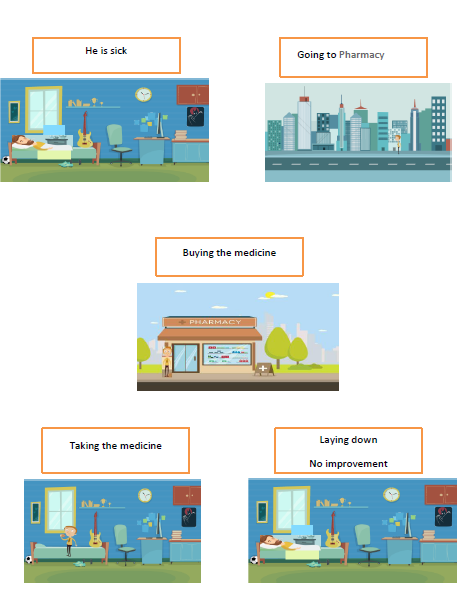 He is sick
Going to Pharmacy
Buying the medicine
PHARMACY
Taking the medicine
Laying down
No improvement